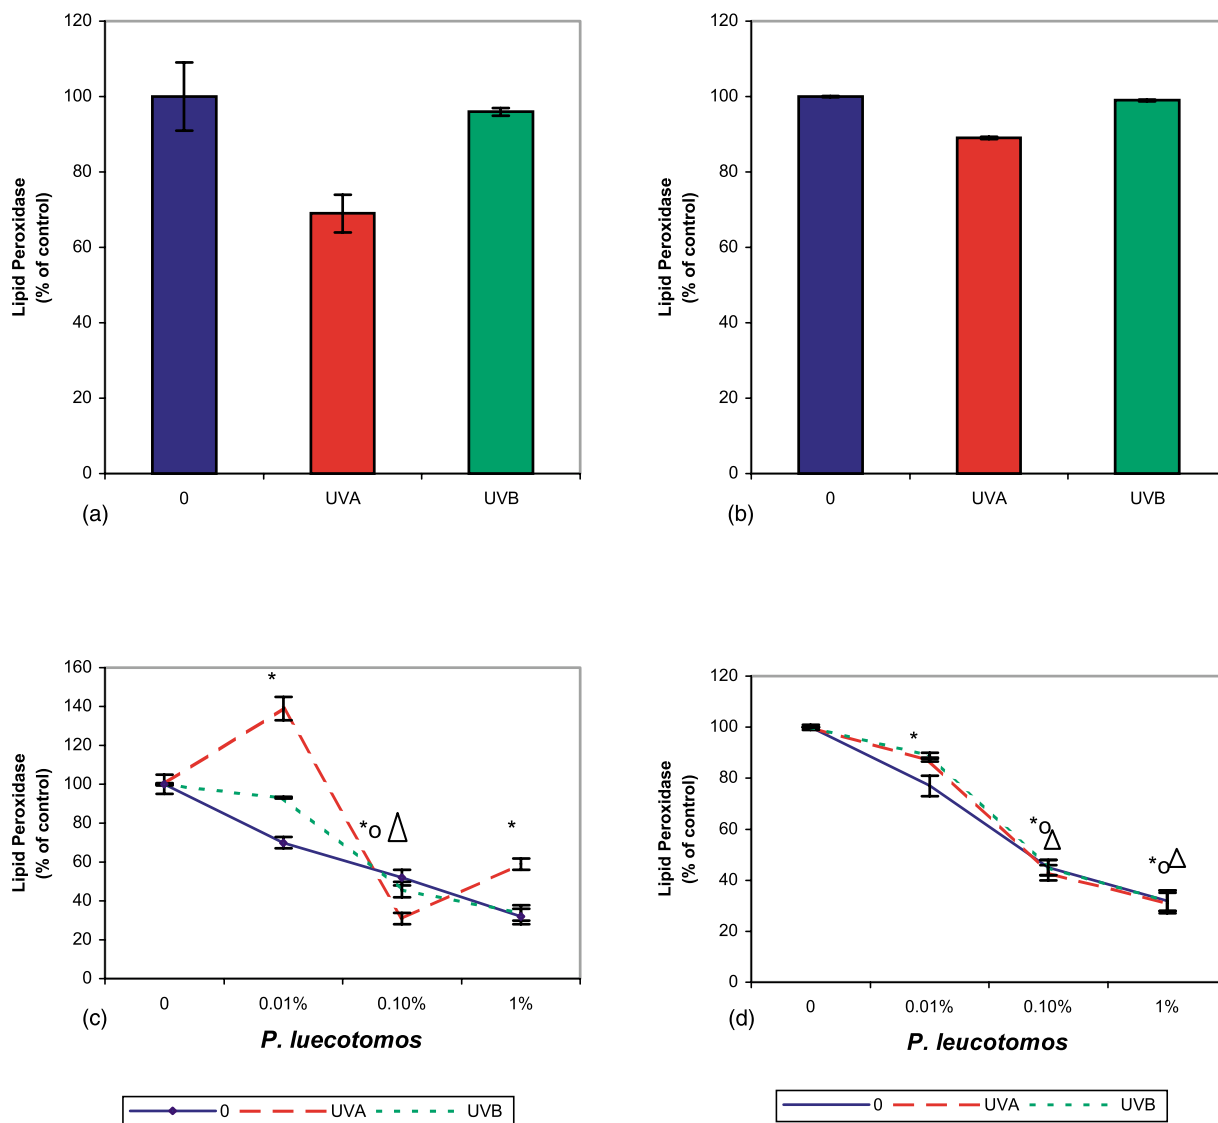 120
100
80
60
40
20
0
Lipid Peroxidase
(% of control)
0 UVA UVB
(a)
120
100
80
60
40
20
0
Lipid Peroxidase
(% of control)
0 UVA UVB
(b)
160
140
120
100
80
60
40
20
0
Lipid Peroxidase
(% of control)
*
*o Δ
*
0 0.01% 0.10% 1%
(c)
P. luecotomos
0 UVA UVB
120
100
80
60
40
20
0
Lipid Peroxidase
(% of control)
*
*o
Δ
*oΔ
0 0.01% 0.10% 1%
(d)
P. leucotomos
0 UVA UVB